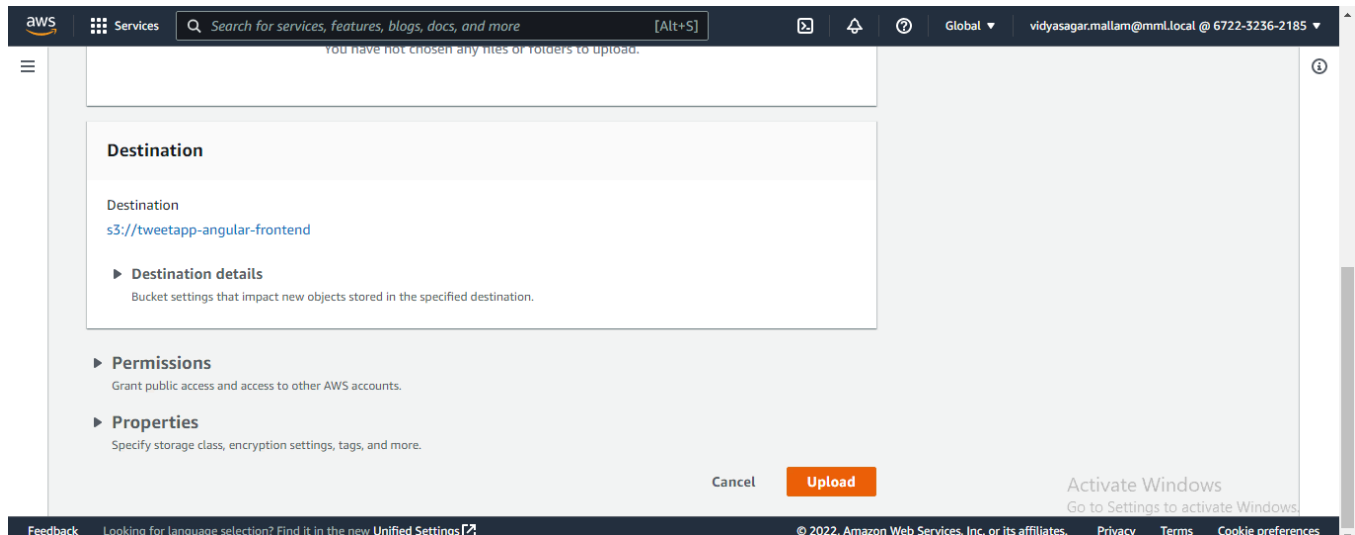 aws Services Search for services, features, blogs, docs, and more [Alt+S] Global ▼ vidyasagar.mallam@mml.local @ 6722-3236-2185 ▼
You have not chosen any files or folders to upload.
Destination
Destination
s3://tweetapp-angular-frontend
Destination details
Bucket settings that impact new objects stored in the specified destination.
Permissions
Grant public access and access to other AWS accounts.
Properties
Specify storage class, encryption settings, tags, and more.
Cancel Upload
Activate Windows
Go to Settings to activate Windows.
Feedback Looking for language selection? Find it in the new Unified Settings © 2022, Amazon Web Services, Inc. or its affiliates. Privacy Terms Cookie preferences